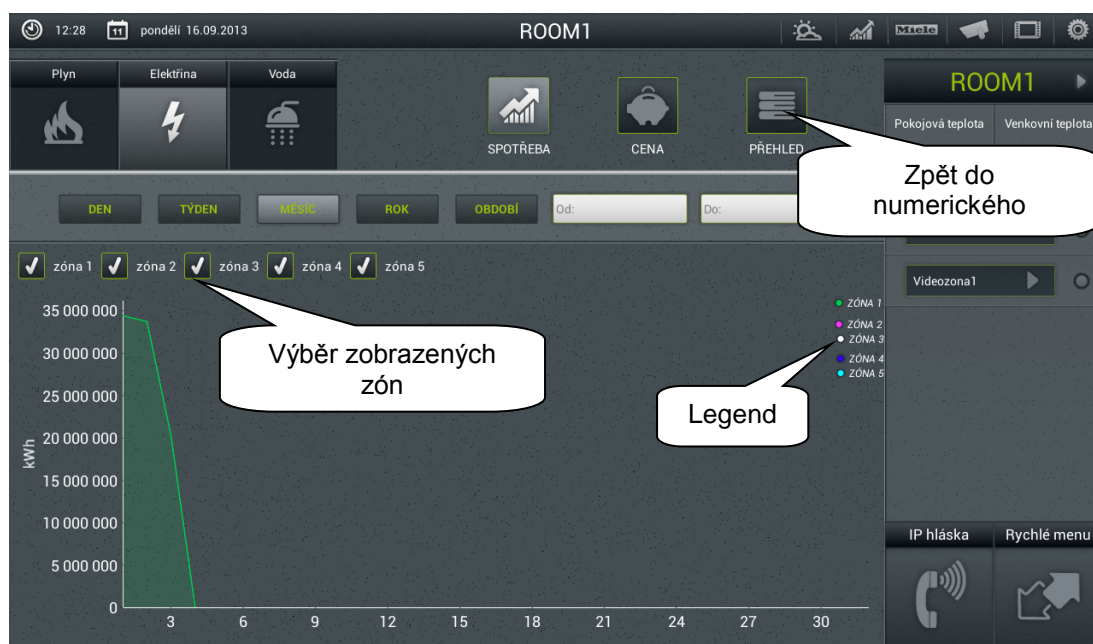 12:28 11 pondělí 16.09.2013 ROOM1 Miele
Plyn Elektřina Voda
SPOTŘEBA CENA PŘEHLED
ROOM1
Pokojová teplota Venkovní teplota
Zpět do
numerického
DEN TÝDEN MĚSÍC ROK OBDOBÍ Od: Do:
zóna 1 zóna 2 zóna 3 zóna 4 zóna 5
Videozona1
Výběr zobrazených
zón
Legend
ZÓNA 1
ZÓNA 2
ZÓNA 3
ZÓNA 4
ZÓNA 5
kWh
35 000 000
30 000 000
25 000 000
20 000 000
15 000 000
10 000 000
5 000 000
0
3 6 9 12 15 18 21 24 27 30
IP hláska Rychlé menu